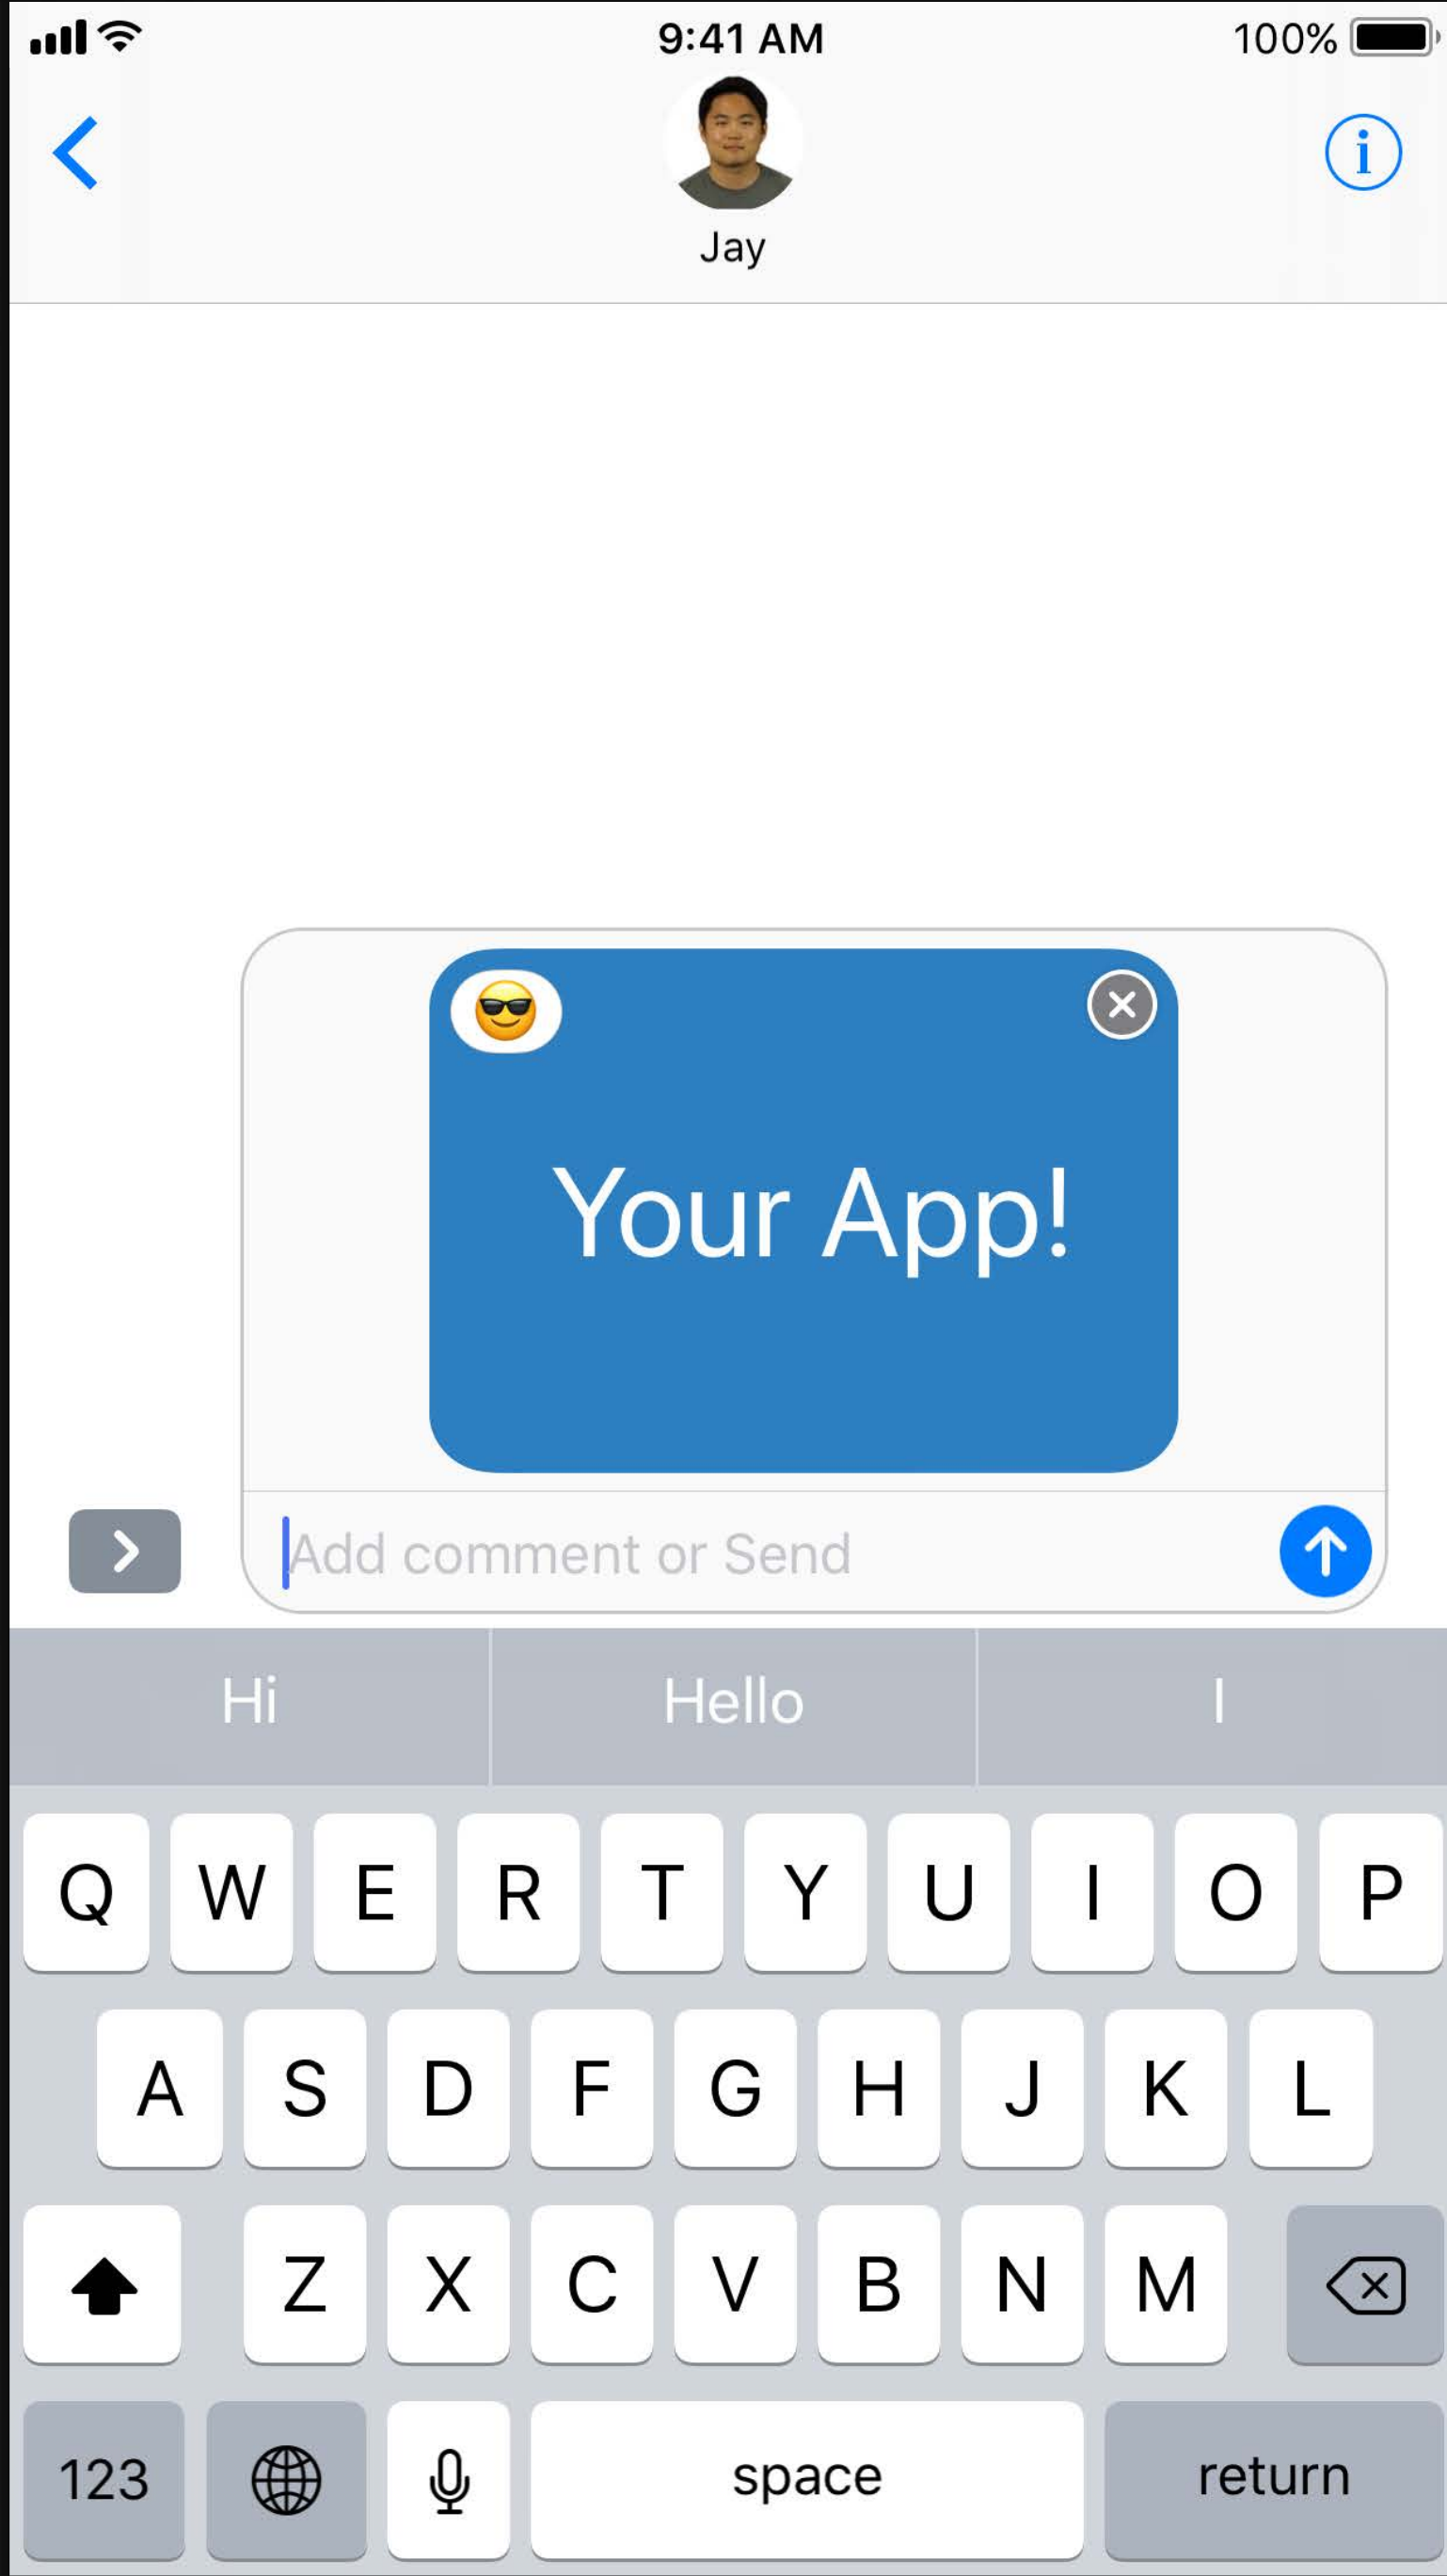 9:41 AM 100%
i
Jay
Your App!
Add comment or Send
Hi Hello I
Q W E R T Y U I O P
A S D F G H J K L
Z X C V B N M
123 space return